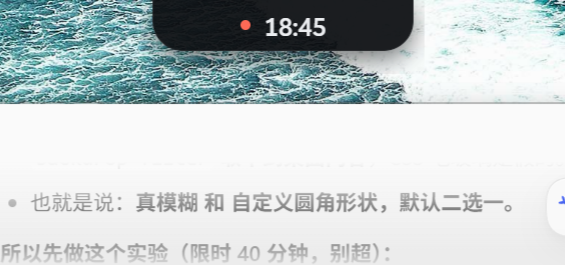 18:45
也就是说：真模糊 和 自定义圆角形状，默认二选一。
所以先做这个实验（限时 40 分钟，别超）：